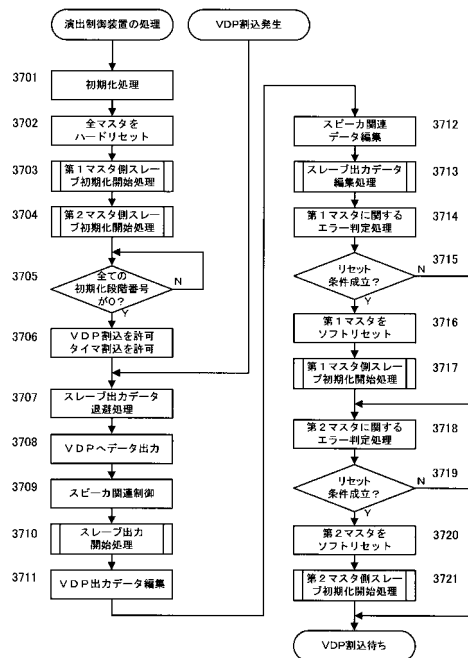 演出制御装置の処理
VDP割込発生
3701
初期化処理
3702
全マスタを
ハードリセット
3703
第1マスタ側スレー
ブ初期化開始処理
3704
第2マスタ側スレー
ブ初期化開始処理
3705
全ての
初期化段階番号
が0?
N
Y
3706
VDP割込を許可
タイマ割込を許可
3707
スレーブ出力データ
退避処理
3708
VDPへデータ出力
3709
スピーカ関連制御
3710
スレーブ出力
開始処理
3711
VDP出力データ編集
スピーカ関連
データ編集
3712
スレーブ出力データ
編集処理
3713
第1マスタに関する
エラー判定処理
3714
リセット
条件成立?
3715
N
Y
第1マスタを
ソフトリセット
3716
第1マスタ側スレー
ブ初期化開始処理
3717
第2マスタに関する
エラー判定処理
3718
リセット
条件成立?
3719
N
Y
第2マスタを
ソフトリセット
3720
第2マスタ側スレー
ブ初期化開始処理
3721
VDP割込待ち